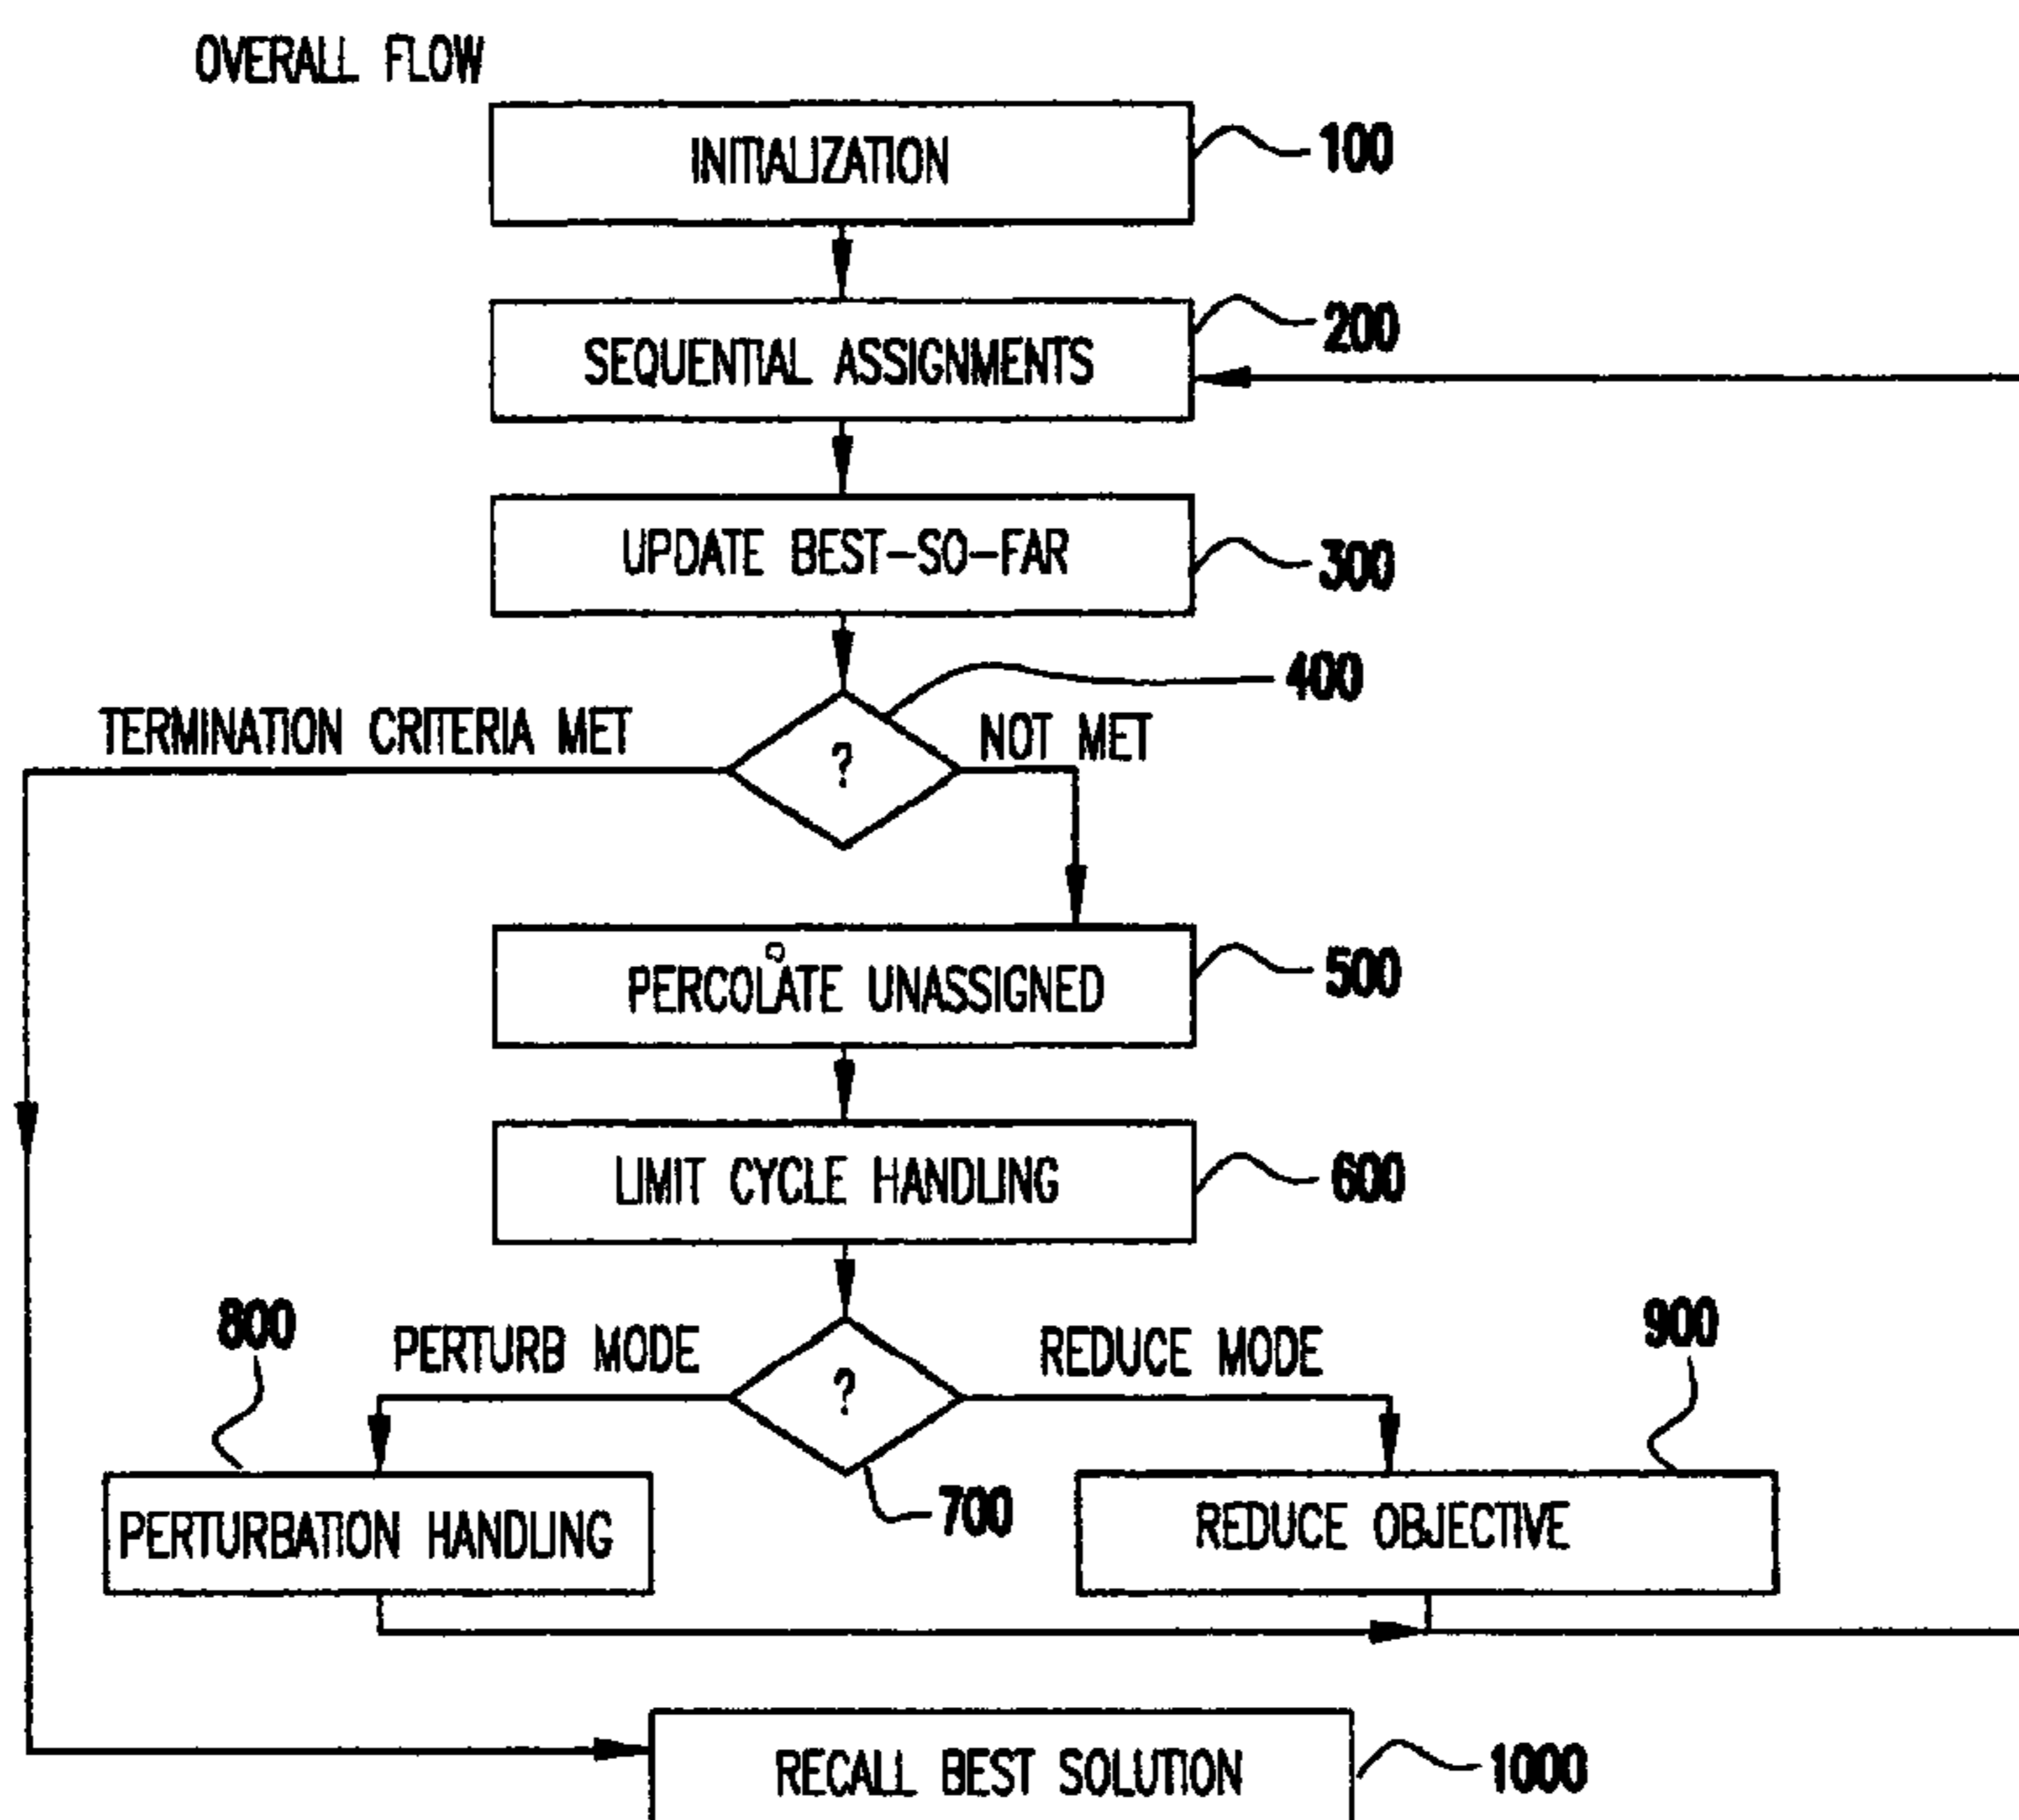 OVERALL FLOW
INITIALIZATION
100
SEQUENTIAL ASSIGNMENTS
200
UPDATE BEST-SO-FAR
300
400
TERMINATION CRITERIA MET
?
NOT MET
PERCOLATE UNASSIGNED
500
LIMIT CYCLE HANDLING
600
800
PERTURB MODE
?
REDUCE MODE
900
700
PERTURBATION HANDLING
REDUCE OBJECTIVE
RECALL BEST SOLUTION
1000